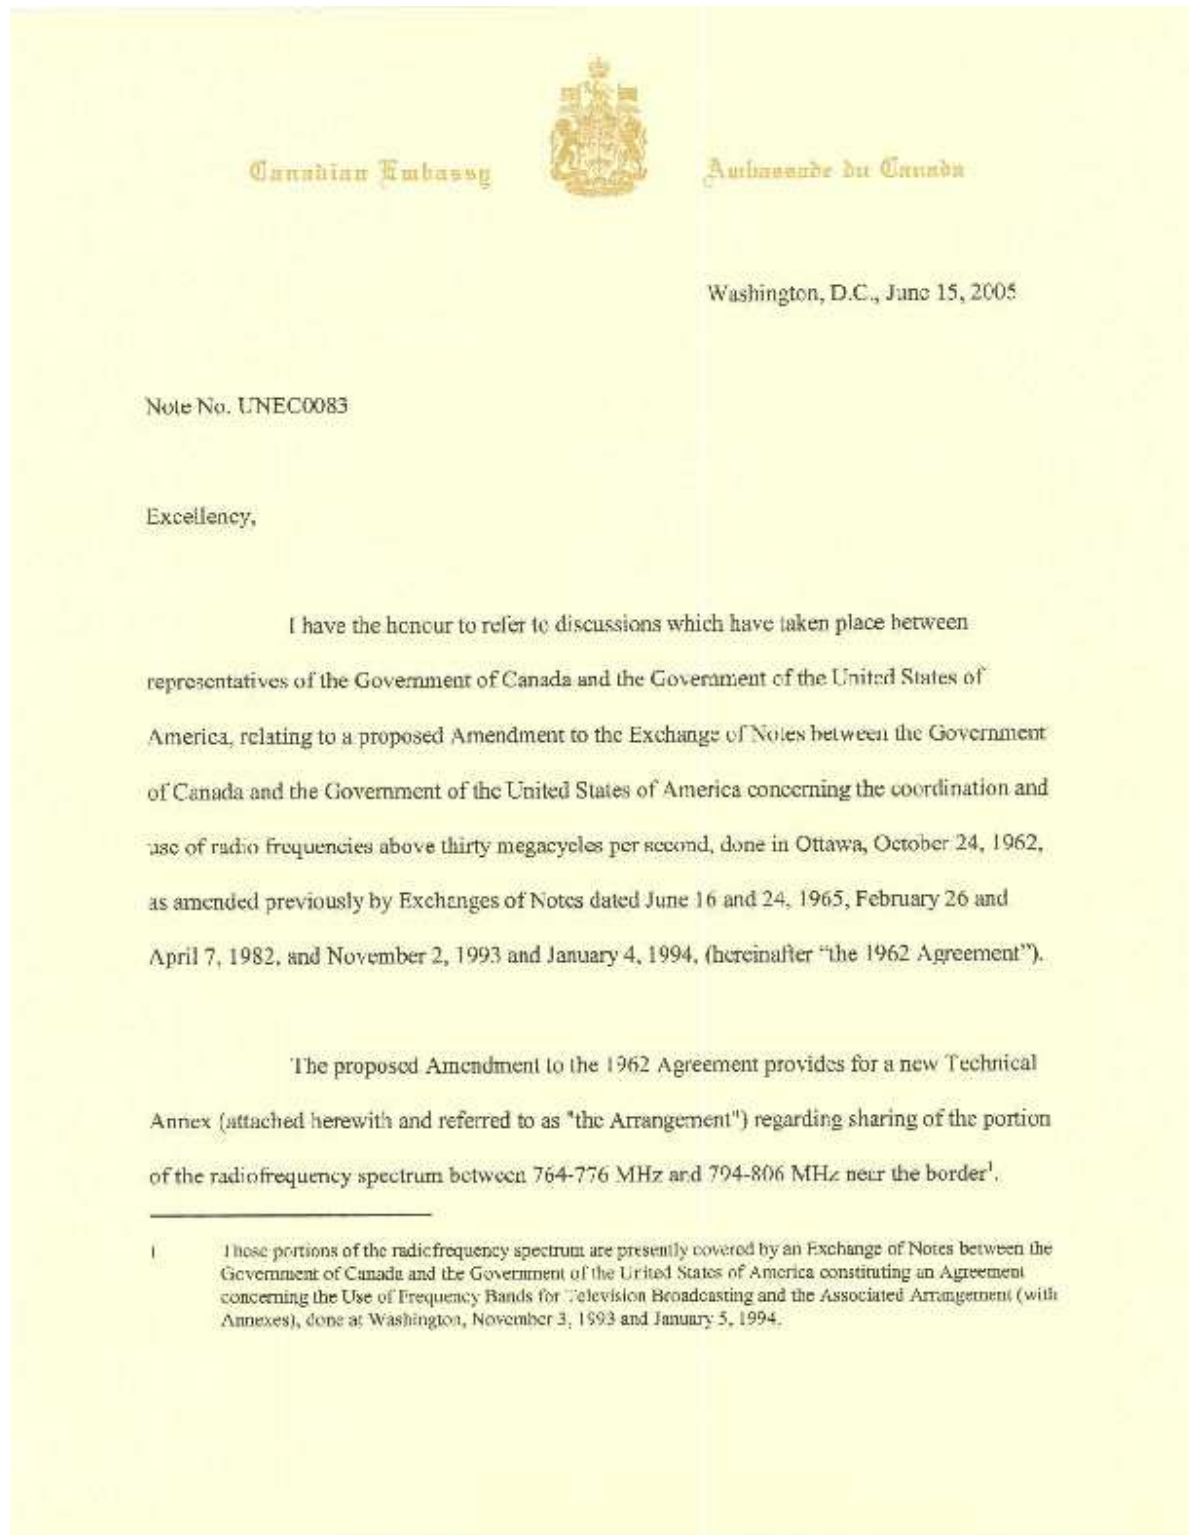 Canadian Embassy
Ambassade du Canada
Washington, D.C., June 15, 2005
Note No. UNEC0083
Excellency,
I have the honour to refer to discussions which have taken place between
representatives of the Government of Canada and the Government of the United States of
America, relating to a proposed Amendment to the Exchange of Notes between the Government
of Canada and the Government of the United States of America concerning the coordination and
use of radio frequencies above thirty megacycles per second, done in Ottawa, October 24, 1962,
as amended previously by Exchanges of Notes dated June 16 and 24, 1965, February 26 and
April 7, 1982, and November 2, 1993 and January 4, 1994, (hereinafter “the 1962 Agreement”).
The proposed Amendment to the 1962 Agreement provides for a new Technical
Annex (attached herewith and referred to as "the Arrangement") regarding sharing of the portion
of the radiofrequency spectrum between 764-776 MHz and 794-806 MHz near the border¹.
1 Those portions of the radiofrequency spectrum are presently covered by an Exchange of Notes between the
Government of Canada and the Government of the United States of America constituting an Agreement
concerning the Use of Frequency Bands for Television Broadcasting and the Associated Arrangement (with
Annexes), done at Washington, November 3, 1993 and January 5, 1994.